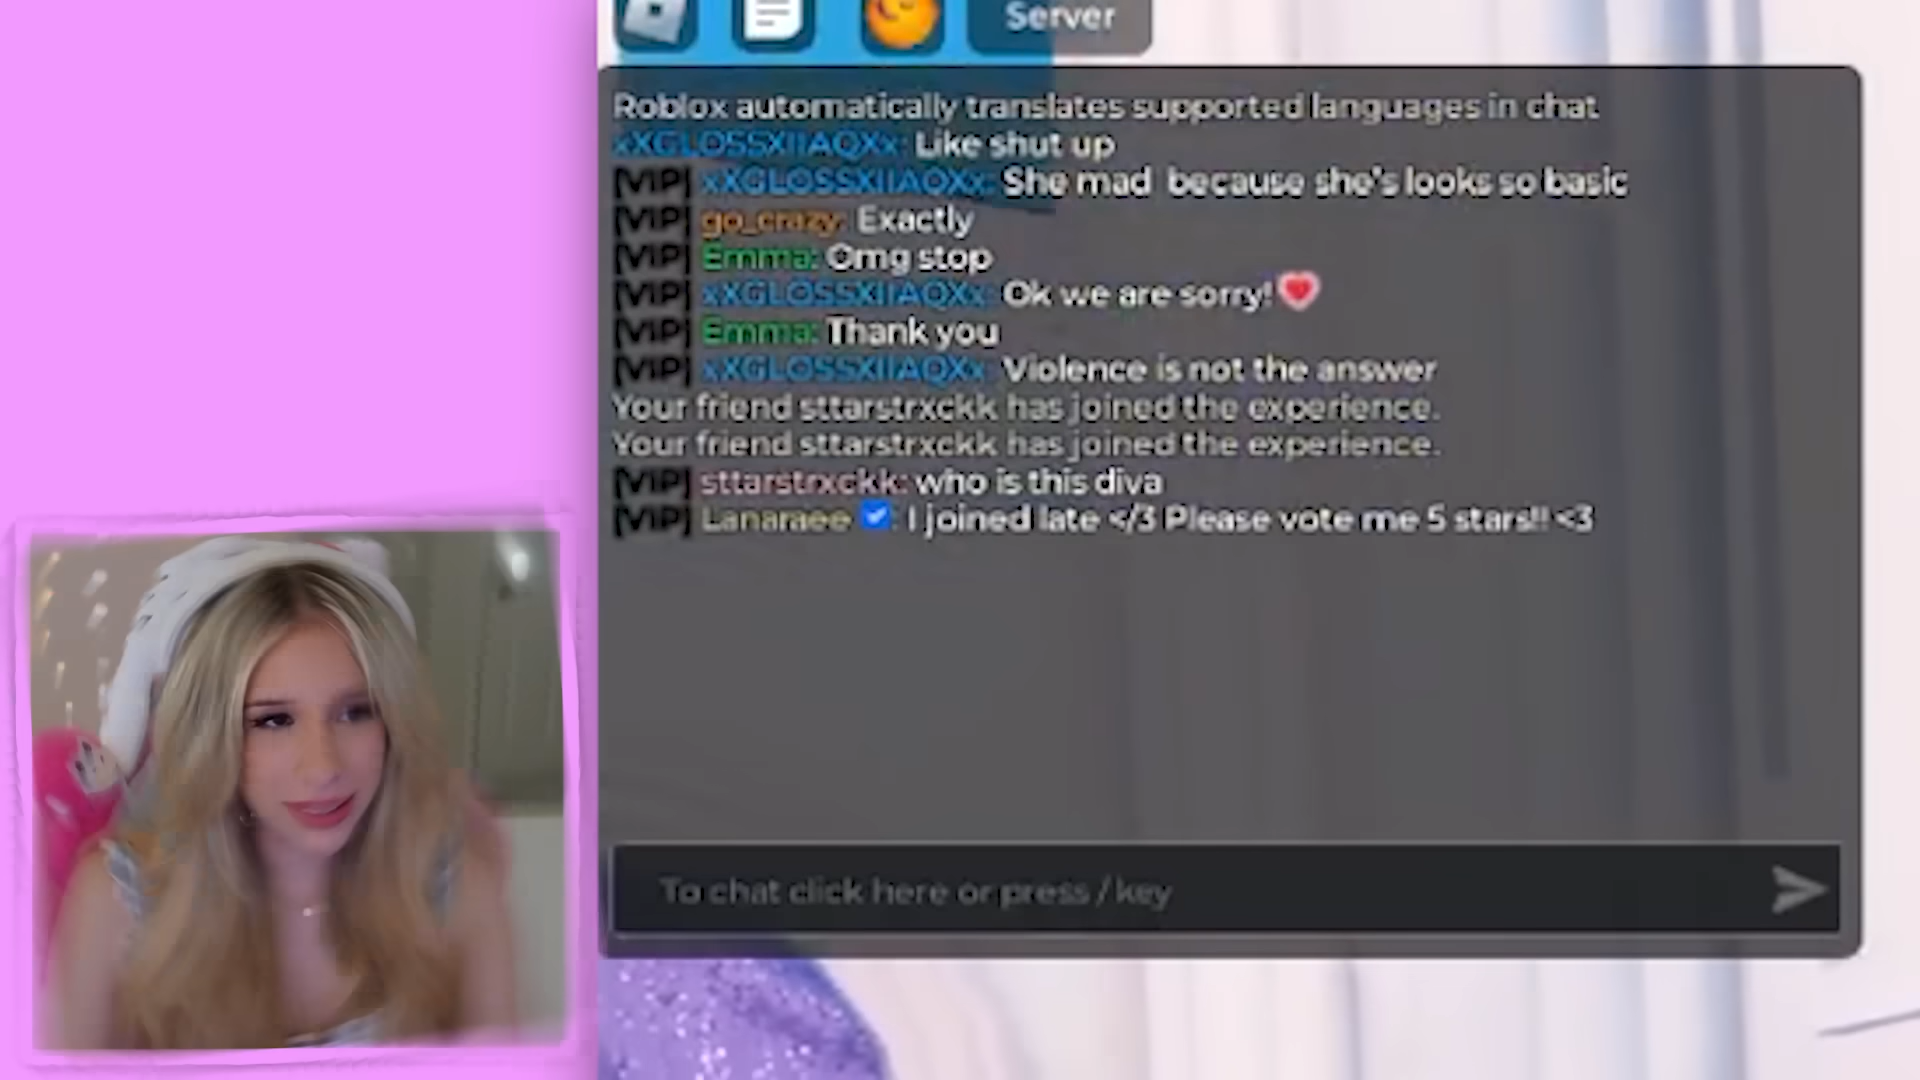 Server
Roblox automatically translates supported languages in chat
xXGLOSSXIIAQXx: Like shut up
[VIP] xXGLOSSXIIAQXx: She mad because she's looks so basic
[VIP] go_crazy: Exactly
[VIP] Emma: Omg stop
[VIP] xXGLOSSXIIAQXx: Ok we are sorry!❤️
[VIP] Emma: Thank you
[VIP] xXGLOSSXIIAQXx: Violence is not the answer
Your friend sttarstrxckk has joined the experience.
Your friend sttarstrxckk has joined the experience.
[VIP] sttarstrxckk: who is this diva
[VIP] Lanaraee ☑️: I joined late </3 Please vote me 5 stars!! <3
To chat click here or press / key